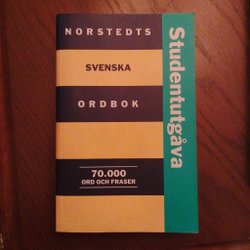 NORSTEDTS
SVENSKA
ORDBOK
70.000
ORD OCH FRASER
Studentutgåva